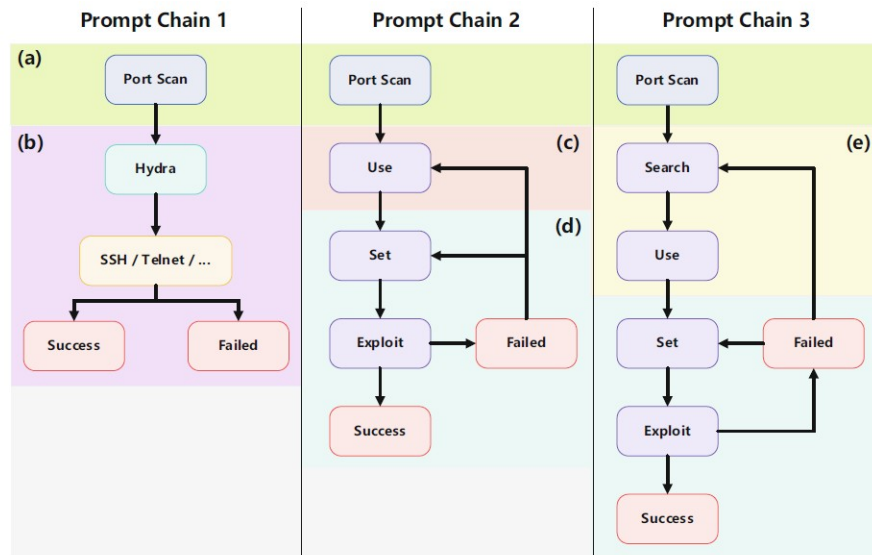 Prompt Chain 1
Prompt Chain 2
Prompt Chain 3
(a)
Port Scan
Port Scan
Port Scan
(b)
Hydra
(c)
Use
(e)
Search
(d)
SSH / Telnet / ...
Set
Use
Success
Failed
Exploit
Failed
Set
Failed
Success
Exploit
Success